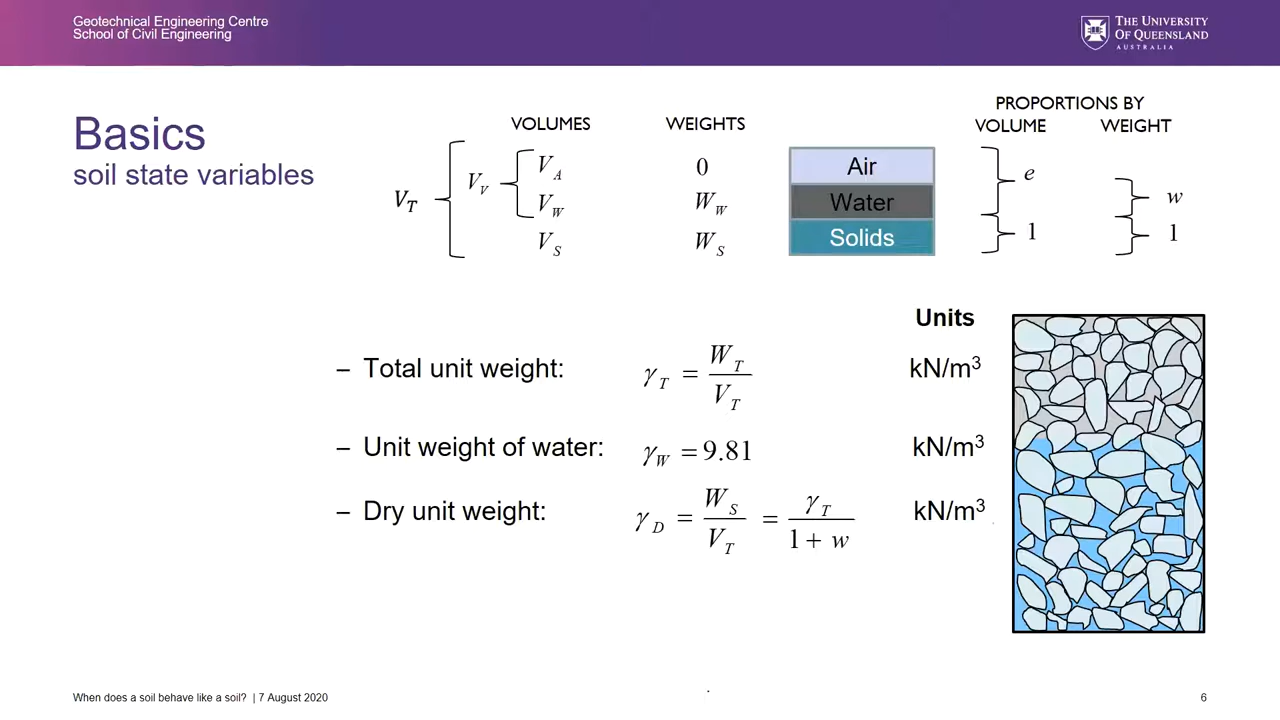 Geotechnical Engineering Centre
School of Civil Engineering
THE UNIVERSITY
OF QUEENSLAND
AUSTRALIA
Basics
soil state variables
VOLUMES
WEIGHTS
PROPORTIONS BY
VOLUME
WEIGHT
V_T
V_V
V_A
0
Air
e
V_W
W_W
Water
w
V_S
W_S
Solids
1
1
Units
– Total unit weight: γ_T = W_T / V_T kN/m³
– Unit weight of water: γ_W = 9.81 kN/m³
– Dry unit weight: γ_D = W_S / V_T = γ_T / 1 + w kN/m³
When does a soil behave like a soil? | 7 August 2020
6